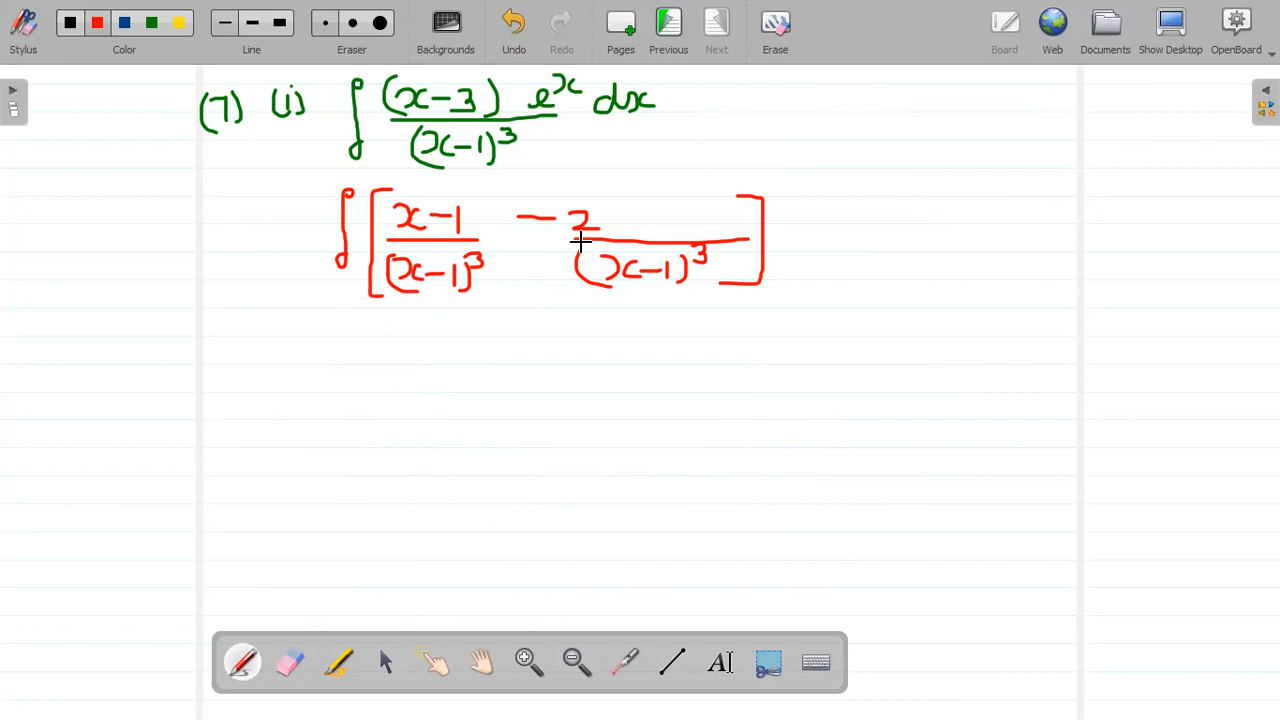 Stylus Color Line Eraser Backgrounds Undo Redo Pages Previous Next Erase Board Web Documents Show Desktop OpenBoard
(7) (i) ∫ (x-3) e^x / (x-1)^3 dx
∫ [ x-1 / (x-1)^3 - 2 / (x-1)^3 ]